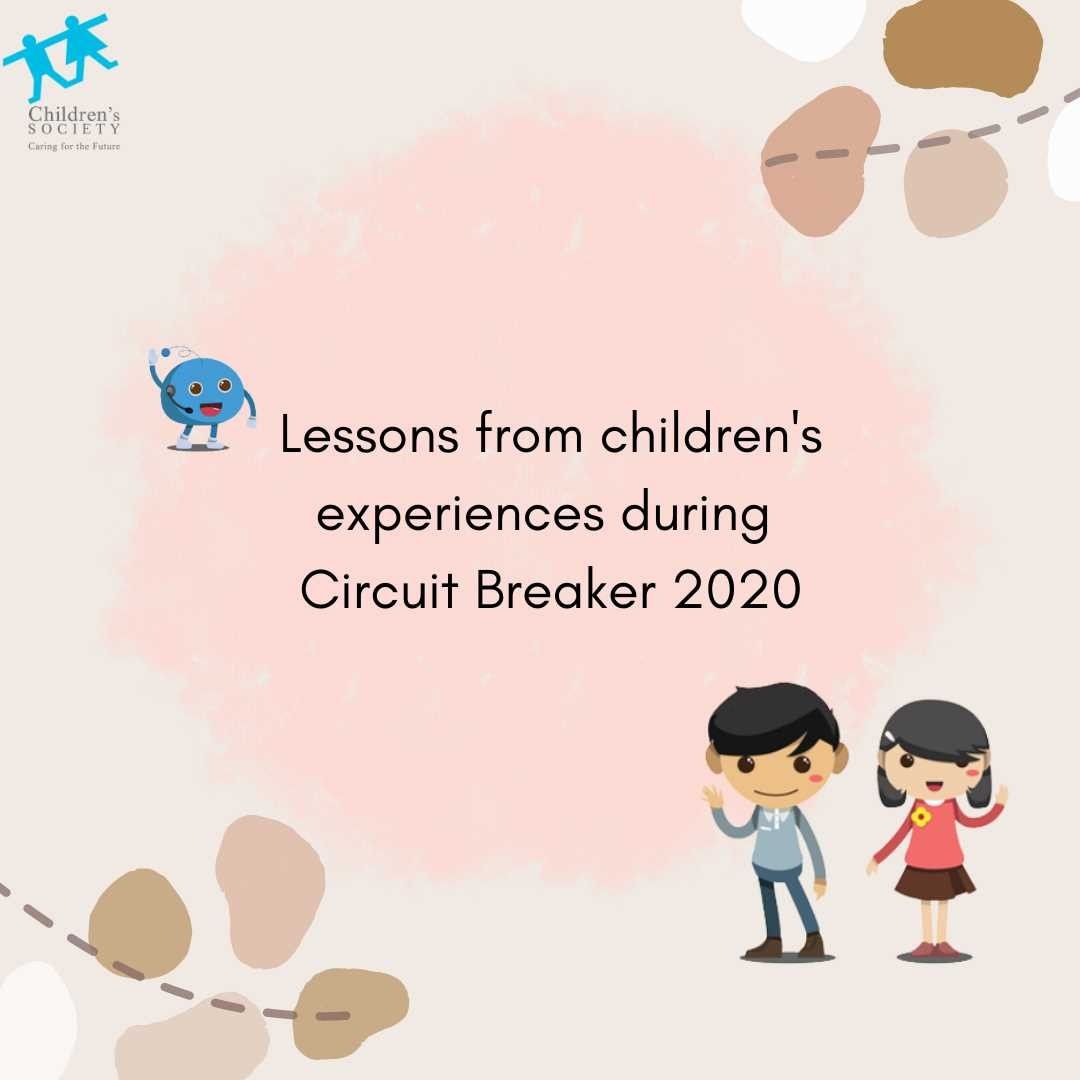 Children's
SOCIETY
Caring for the Future
Lessons from children's
experiences during
Circuit Breaker 2020